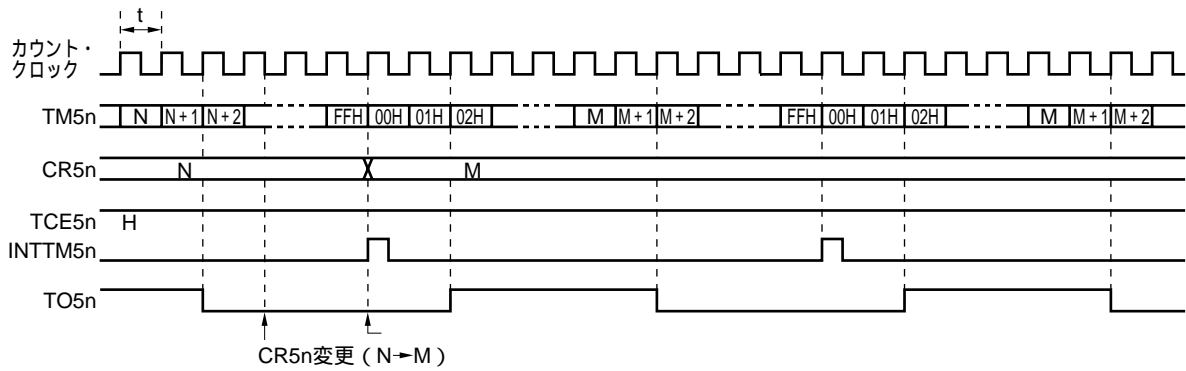 t
カウント・
クロック
TM5n N N + 1 N + 2 FFH 00H 01H 02H M M + 1 M + 2 FFH 00H 01H 02H M M + 1 M + 2
CR5n N M
TCE5n H
INTTM5n
TO5n
CR5n変更（N→M）